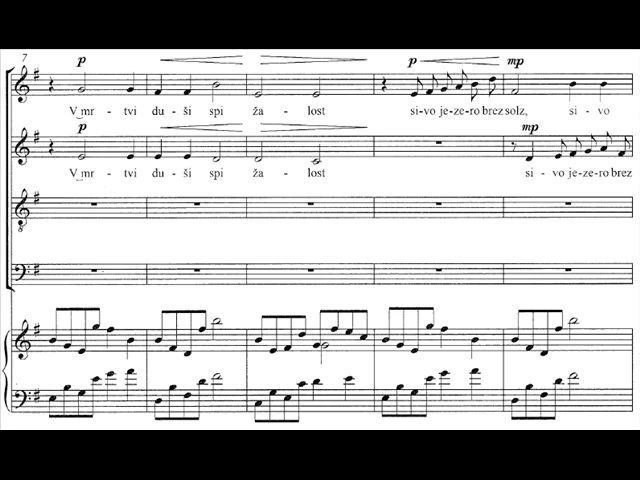 7
p
V mr - tvi du - ši spi ža - lost
p
mp
si - vo je - ze - ro brez solz, si - vo
p
V mr - tvi du - ši spi ža - lost
mp
si - vo je - ze - ro brez
8